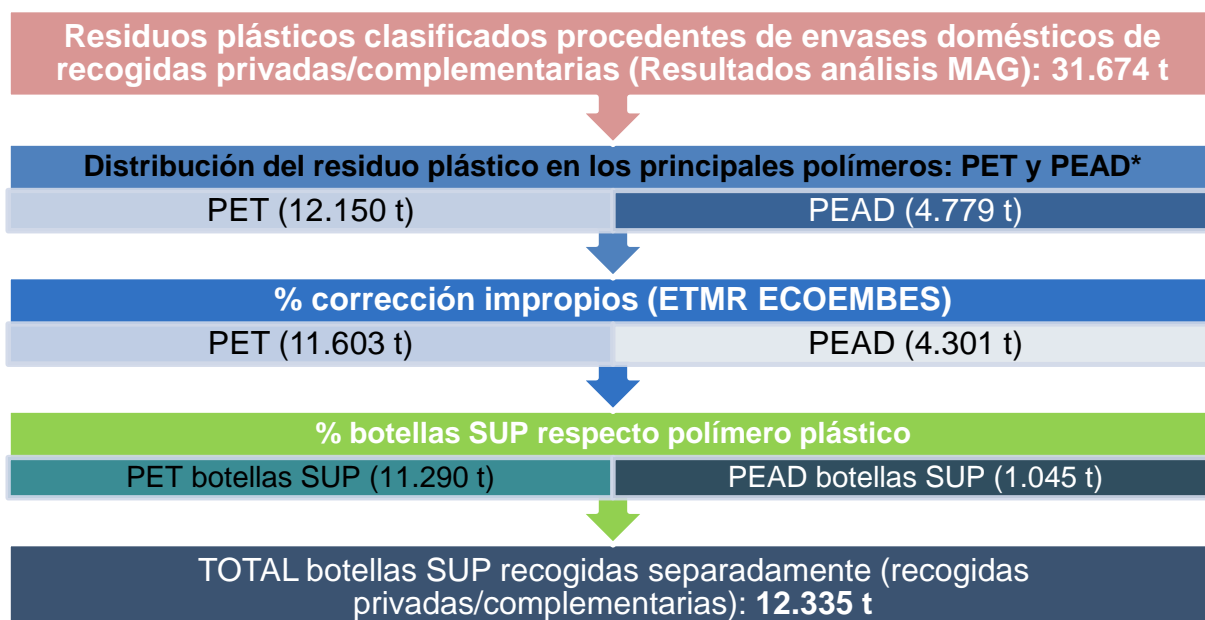 Residuos plásticos clasificados procedentes de envases domésticos de
recogidas privadas/complementarias (Resultados análisis MAG): 31.674 t
Distribución del residuo plástico en los principales polímeros: PET y PEAD*
PET (12.150 t)
PEAD (4.779 t)
% corrección impropios (ETMR ECOEMBES)
PET (11.603 t)
PEAD (4.301 t)
% botellas SUP respecto polímero plástico
PET botellas SUP (11.290 t)
PEAD botellas SUP (1.045 t)
TOTAL botellas SUP recogidas separadamente (recogidas
privadas/complementarias): 12.335 t